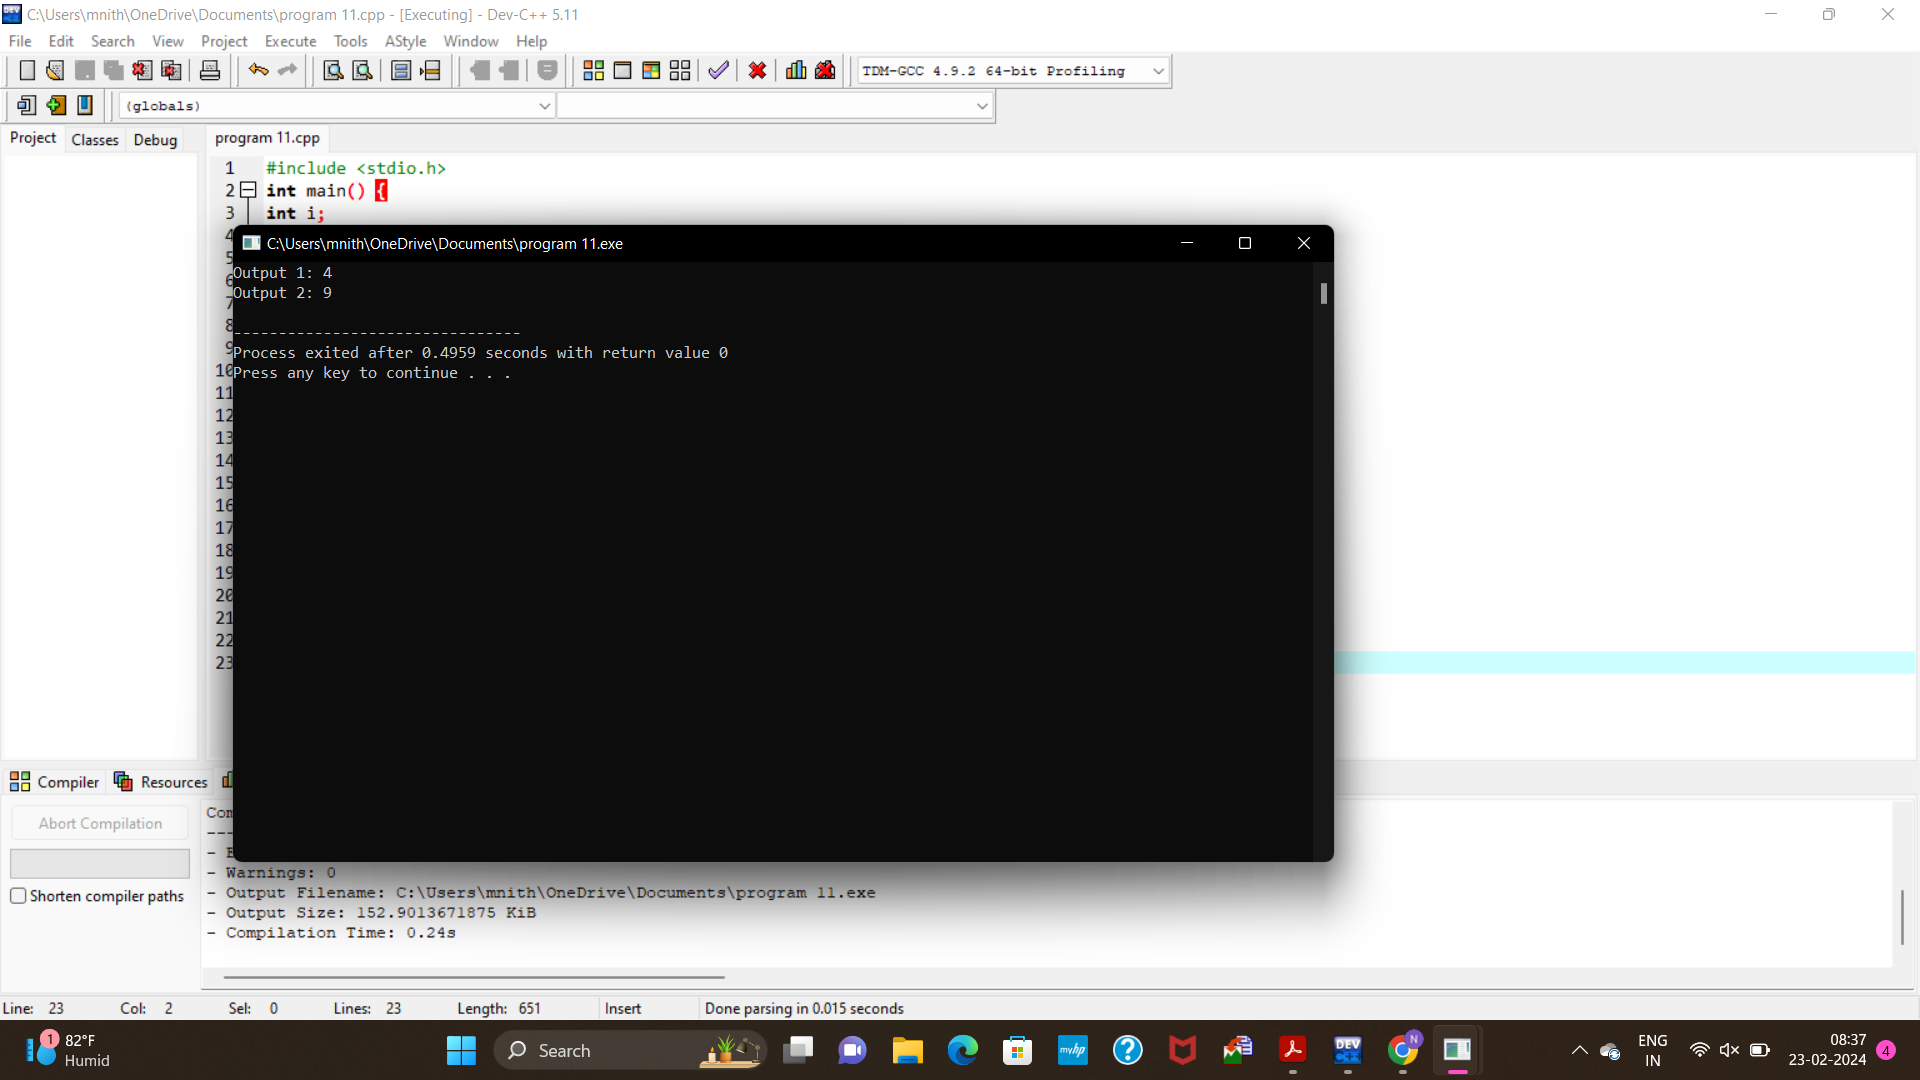 C:\Users\mnith\OneDrive\Documents\program 11.cpp - [Executing] - Dev-C++ 5.11
File Edit Search View Project Execute Tools AStyle Window Help
TDM-GCC 4.9.2 64-bit Profiling
(globals)
Project Classes Debug
program 11.cpp
1 #include <stdio.h>
2 int main() {
3 int i;
4
C:\Users\mnith\OneDrive\Documents\program 11.exe
5
Output 1: 4
6
Output 2: 9
7
8
-------------------------------
9
Process exited after 0.4959 seconds with return value 0
10
Press any key to continue . . .
11
12
13
14
15
16
17
18
19
20
21
22
23
Compiler Resources
Abort Compilation
Shorten compiler paths
- Warnings: 0
- Output Filename: C:\Users\mnith\OneDrive\Documents\program 11.exe
- Output Size: 152.9013671875 KiB
- Compilation Time: 0.24s
Line: 23 Col: 2 Sel: 0 Lines: 23 Length: 651 Insert Done parsing in 0.015 seconds
1
82°F
Humid
Search
myhp
DEV
C++
N
ENG
IN
08:37
23-02-2024
4